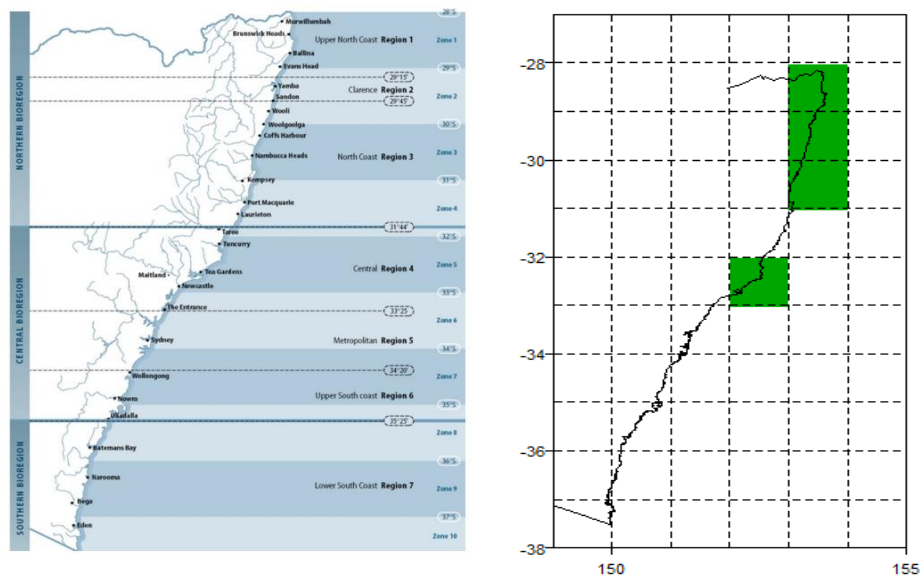 28°S
Murwillumbah
Brunswick Heads
Upper North Coast Region 1
Zone 1
Ballina
Evans Head
29°S
29°15'
Yamba
Clarence Region 2
Zone 2
Sandon
29°45'
Wooli
Woolgoolga
30°S
Coffs Harbour
Nambucca Heads
North Coast Region 3
Zone 3
Kempsey
31°S
Port Macquarie
Zone 4
Laurieton
31°44'
Taree
32°S
Tuncurry
Maitland
Tea Gardens
Central Region 4
Zone 5
Newcastle
33°S
The Entrance
33°25'
Zone 6
Sydney
Metropolitan Region 5
34°S
34°20'
Wollongong
Zone 7
Nowra
Upper South coast Region 6
35°S
Ulladalla
35°25'
Zone 8
Batemans Bay
36°S
Narooma
Lower South Coast Region 7
Zone 9
Bega
37°S
Eden
Zone 10
NORTHERN BIOREGION
CENTRAL BIOREGION
SOUTHERN BIOREGION
-28
-30
-32
-34
-36
-38
150
155